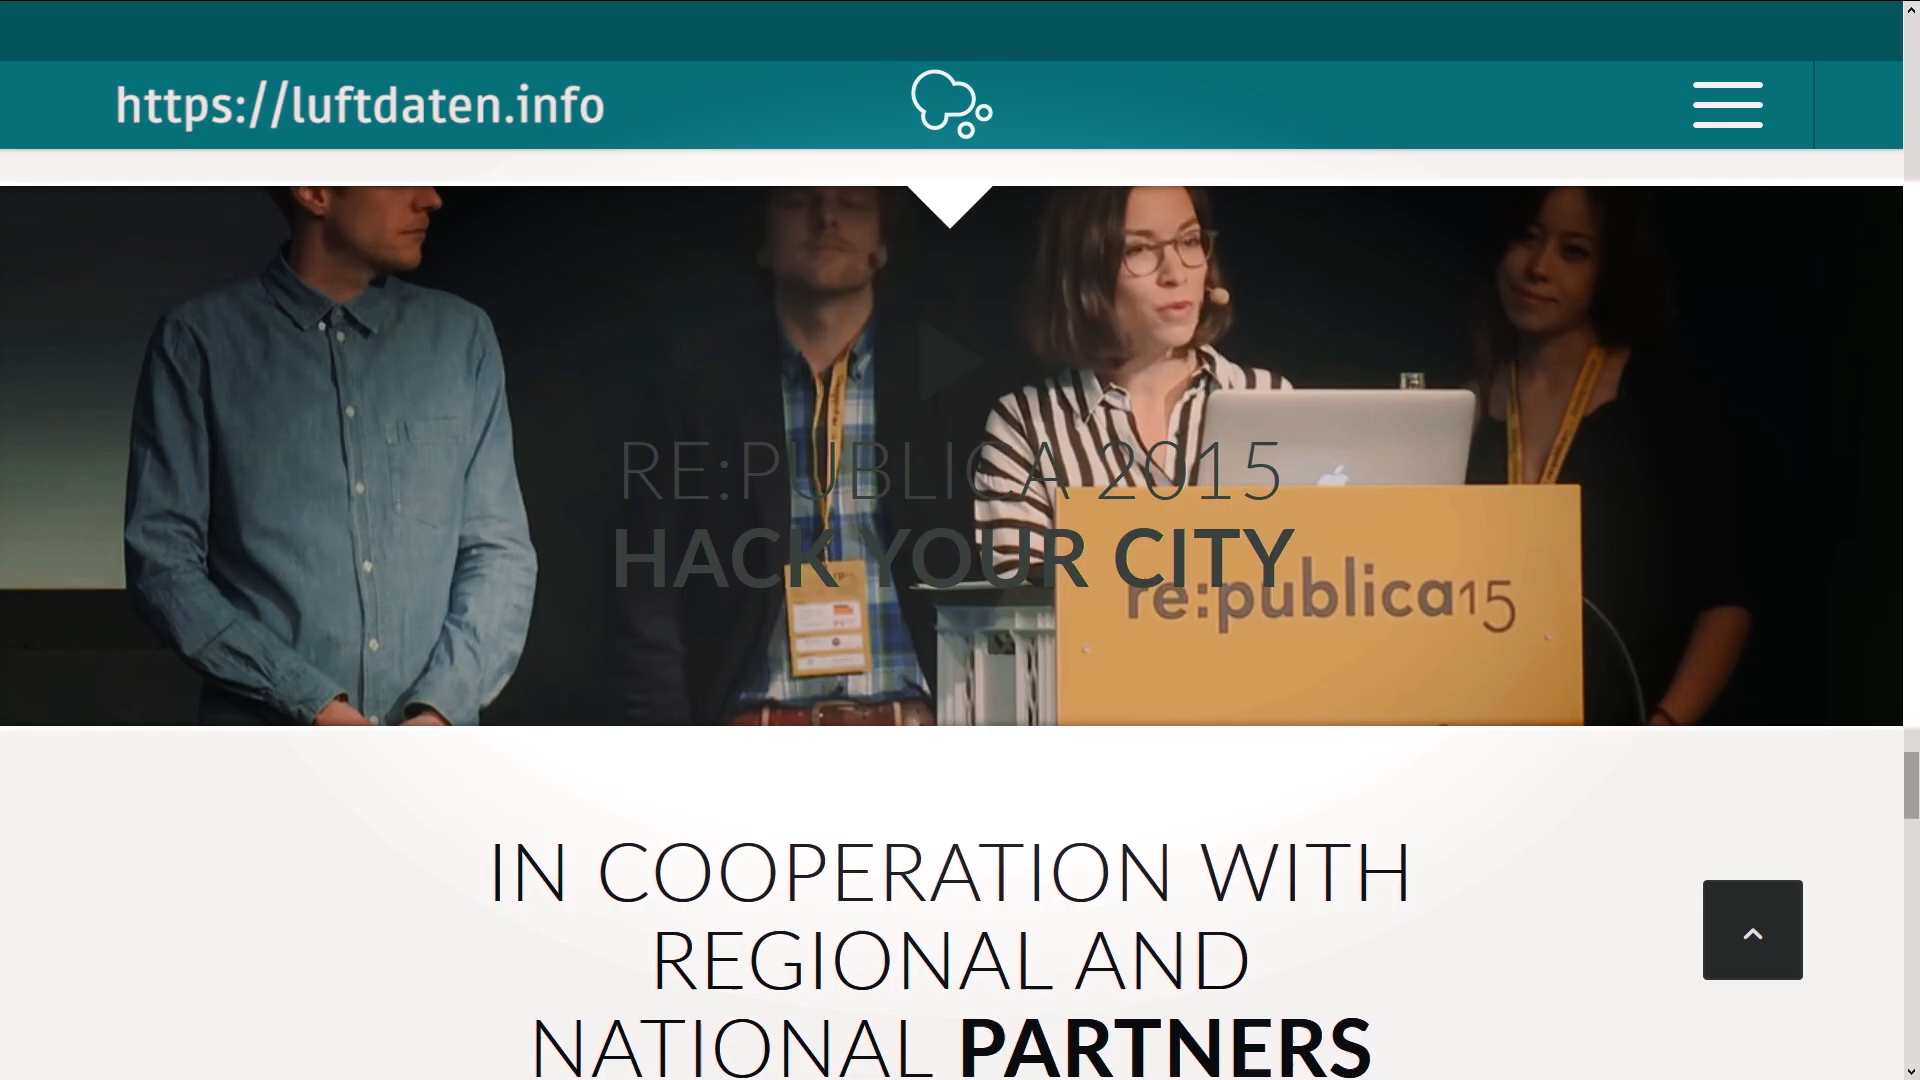 https://luftdaten.info
RE:PUBLICA 2015
HACK YOUR CITY
re:publica15
IN COOPERATION WITH
REGIONAL AND
NATIONAL PARTNERS